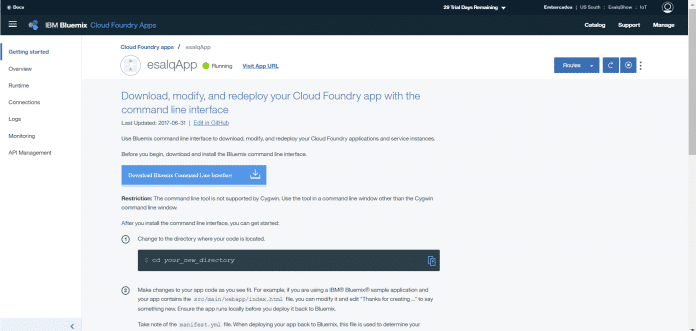 Docs
29 Trial Days Remaining
Embarcados | US South : EsalqShow : IoT
IBM Bluemix Cloud Foundry Apps
Catalog Support Manage
Getting started
Overview
Runtime
Connections
Logs
Monitoring
API Management
Cloud Foundry apps / esalqApp
esalqApp Running Visit App URL
Routes
Download, modify, and redeploy your Cloud Foundry app with the
command line interface
Last Updated: 2017-06-31 | Edit in GitHub
Use Bluemix command line interface to download, modify, and redeploy your Cloud Foundry applications and service instances.
Before you begin, download and install the Bluemix command line interface.
Download Bluemix Command Line Interface
Restriction: The command line tool is not supported by Cygwin. Use the tool in a command line window other than the Cygwin
command line window.
After you install the command line interface, you can get started:
1 Change to the directory where your code is located.
$ cd your_new_directory
2 Make changes to your app code as you see fit. For example, if you are using a IBM® Bluemix® sample application and
your app contains the src/main/webapp/index.html file, you can modify it and edit "Thanks for creating ..." to say
something new. Ensure the app runs locally before you deploy it back to Bluemix.
Take note of the manifest.yml file. When deploying your app back to Bluemix, this file is used to determine your